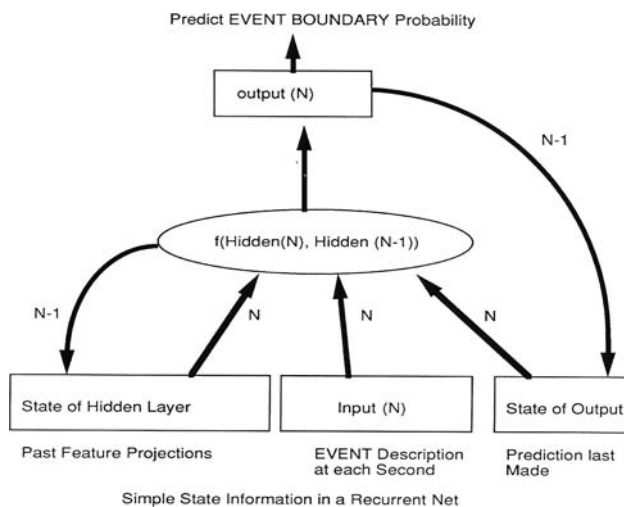 Predict EVENT BOUNDARY Probability
output (N)
N-1
f(Hidden(N), Hidden (N-1))
N-1
N
N
N
State of Hidden Layer
Input (N)
State of Output
Past Feature Projections
EVENT Description
at each Second
Prediction last
Made
Simple State Information in a Recurrent Net